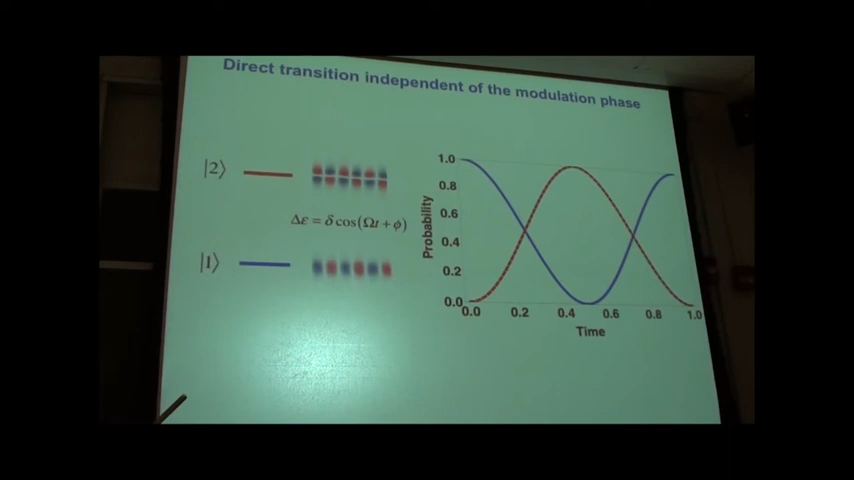 Direct transition independent of the modulation phase
|2⟩
Δε = δ cos(Ωt + ϕ)
|1⟩
Probability
1.0
0.8
0.6
0.4
0.2
0.0
0.0 0.2 0.4 0.6 0.8 1.0
Time